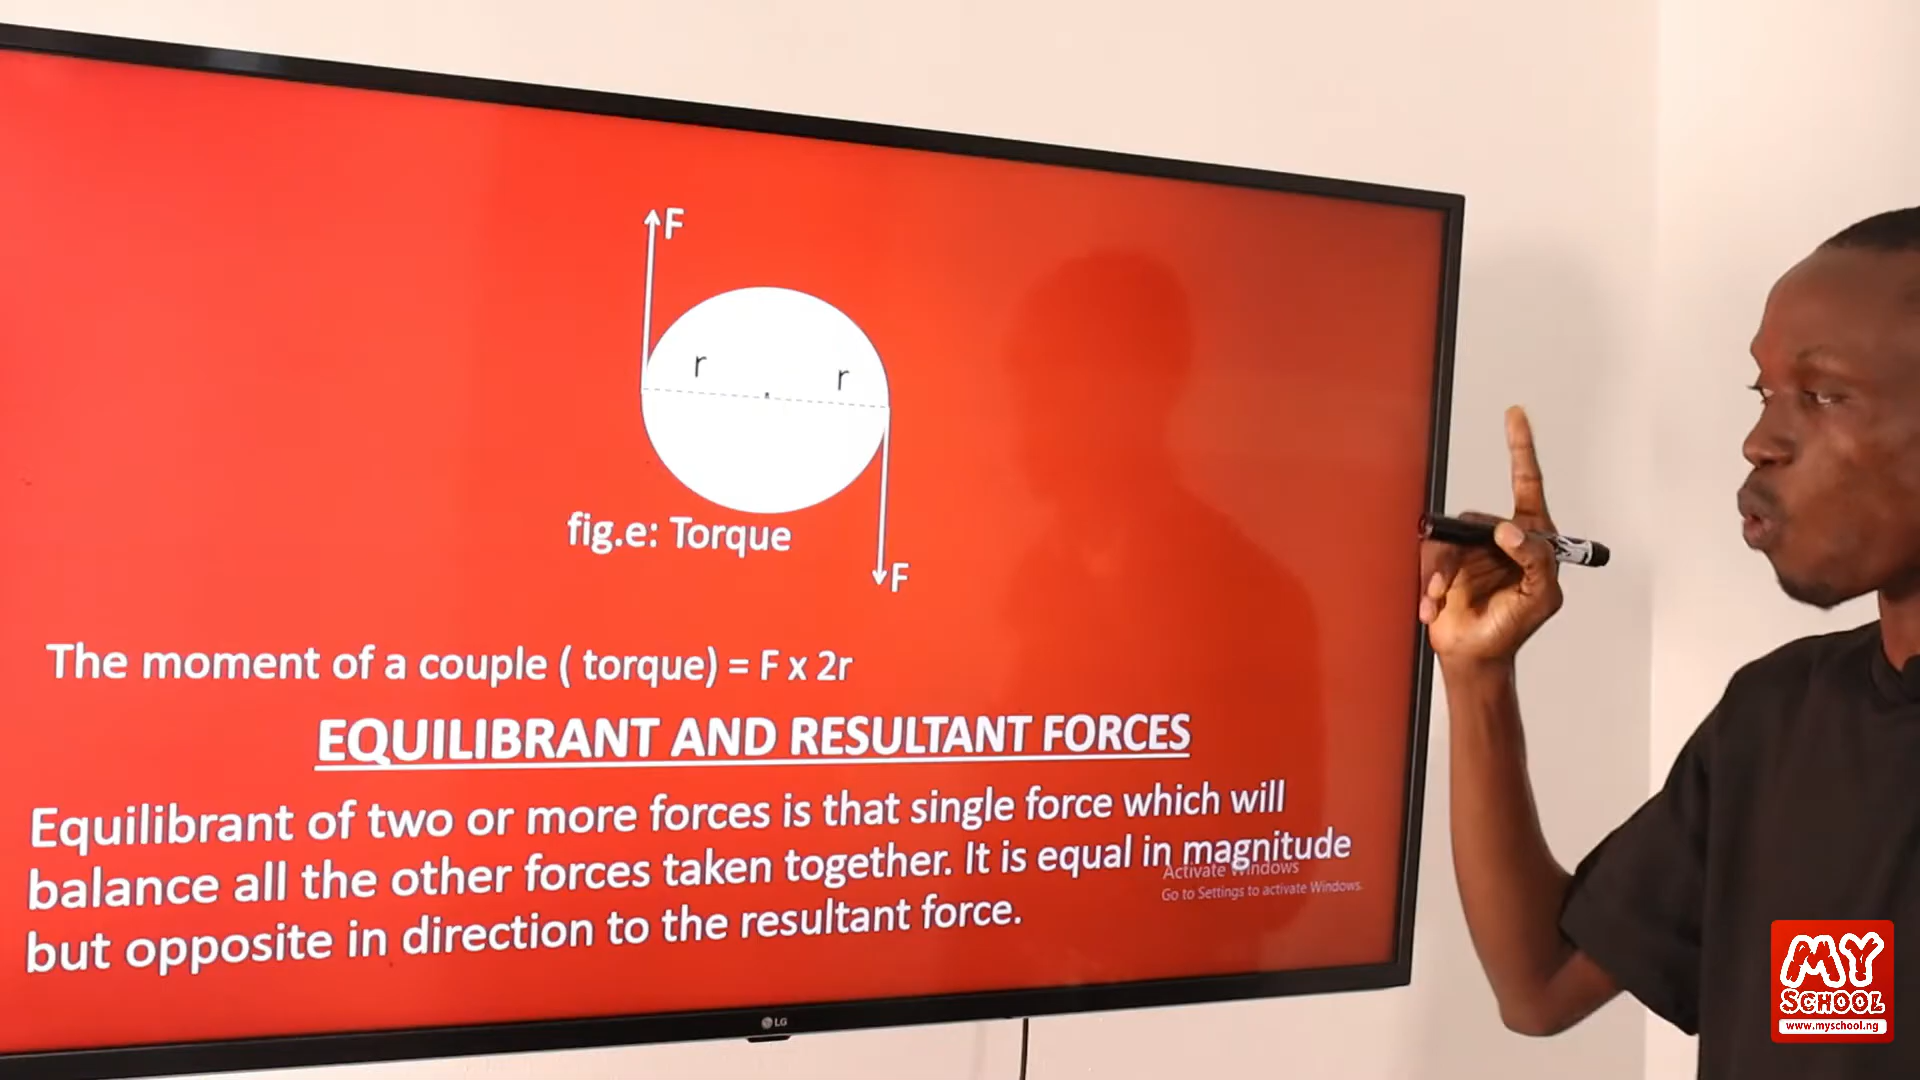 F
r
r
fig.e: Torque
F
The moment of a couple ( torque) = F x 2r
EQUILIBRANT AND RESULTANT FORCES
Equilibrant of two or more forces is that single force which will
balance all the other forces taken together. It is equal in magnitude
but opposite in direction to the resultant force.
Activate Windows
Go to Settings to activate Windows.
LG
MY
SCHOOL
www.myschool.ng